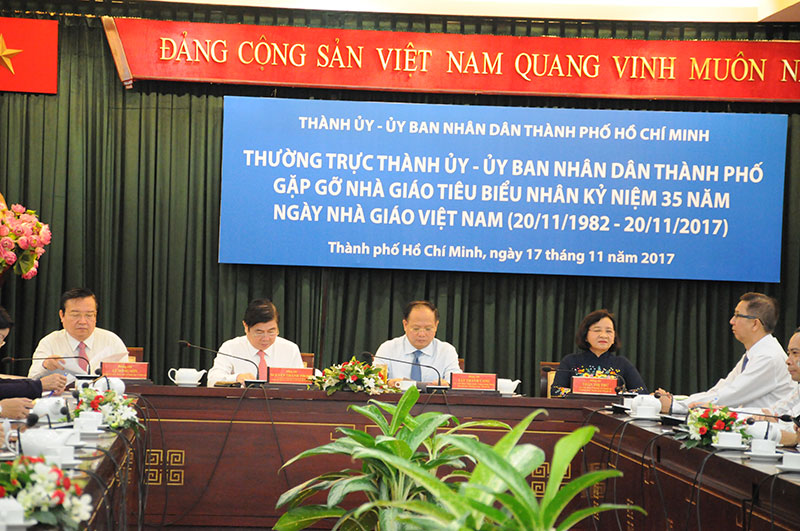 ĐẢNG CỘNG SẢN VIỆT NAM QUANG VINH MUÔN N
THÀNH ỦY - ỦY BAN NHÂN DÂN THÀNH PHỐ HỒ CHÍ MINH
THƯỜNG TRỰC THÀNH ỦY - ỦY BAN NHÂN DÂN THÀNH PHỐ
GẶP GỠ NHÀ GIÁO TIÊU BIỂU NHÂN KỶ NIỆM 35 NĂM
NGÀY NHÀ GIÁO VIỆT NAM (20/11/1982 - 20/11/2017)
Thành phố Hồ Chí Minh, ngày 17 tháng 11 năm 2017